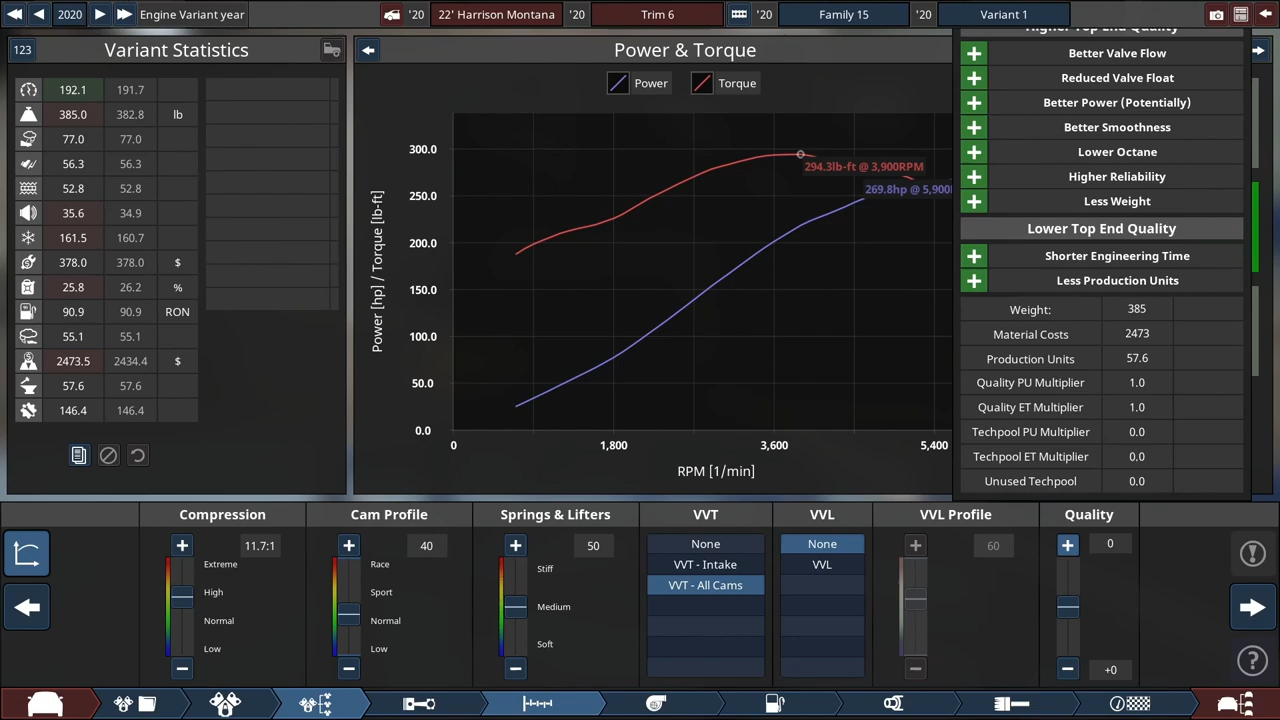 2020
Engine Variant year
'20
22' Harrison Montana
'20
Trim 6
'20
Family 15
'20
Variant 1
123
Variant Statistics
192.1 191.7
385.0 382.8 lb
77.0 77.0
56.3 56.3
52.8 52.8
35.6 34.9
161.5 160.7
378.0 378.0 $
25.8 26.2 %
90.9 90.9 RON
55.1 55.1
2473.5 2434.4 $
57.6 57.6
146.4 146.4
Power & Torque
Power Torque
Power [hp] / Torque [lb-ft]
300.0
250.0
200.0
150.0
100.0
50.0
0.0
294.3lb-ft @ 3,900RPM
269.8hp @ 5,900
0 1,800 3,600 5,400
RPM [1/min]
Higher Top End Quality
Better Valve Flow
Reduced Valve Float
Better Power (Potentially)
Better Smoothness
Lower Octane
Higher Reliability
Less Weight
Lower Top End Quality
Shorter Engineering Time
Less Production Units
Weight: 385
Material Costs 2473
Production Units 57.6
Quality PU Multiplier 1.0
Quality ET Multiplier 1.0
Techpool PU Multiplier 0.0
Techpool ET Multiplier 0.0
Unused Techpool 0.0
Compression
11.7:1
Extreme
High
Normal
Low
Cam Profile
40
Race
Sport
Normal
Low
Springs & Lifters
50
Stiff
Medium
Soft
VVT
None
VVT - Intake
VVT - All Cams
VVL
None
VVL
VVL Profile
60
Quality
0
+0